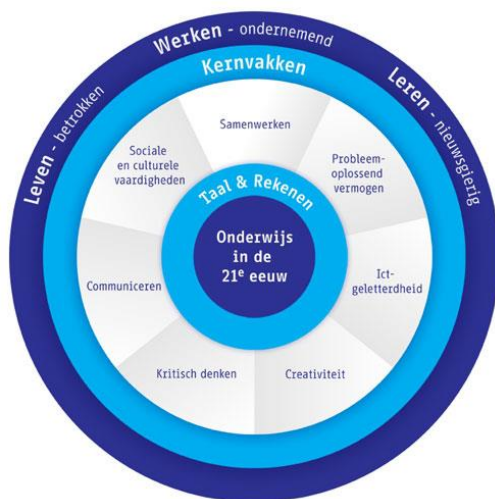 Leven - betrokken
Werken - ondernemend
Leren - nieuwsgierig
Kernvakken
Samenwerken
Probleem-
oplossend
vermogen
Ict-
geletterdheid
Creativiteit
Kritisch denken
Communiceren
Sociale
en culturele
vaardigheden
Taal & Rekenen
Onderwijs
in de
21e eeuw